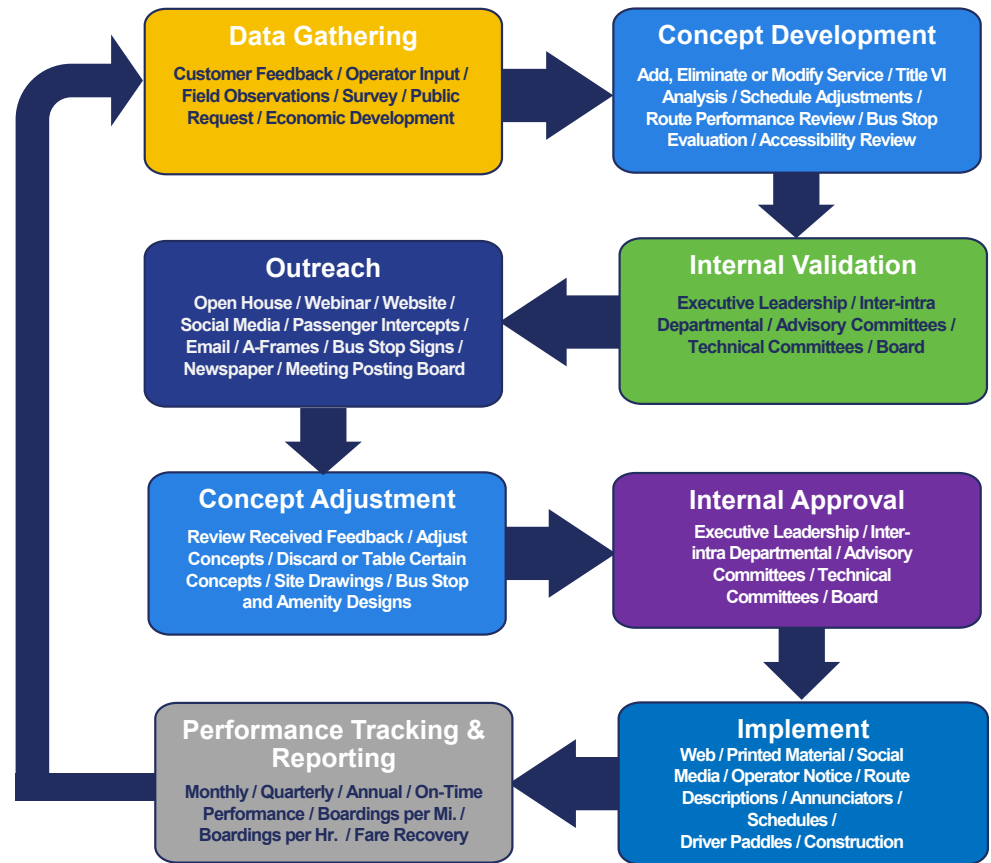 Data Gathering
Customer Feedback / Operator Input /
Field Observations / Survey / Public
Request / Economic Development
Concept Development
Add, Eliminate or Modify Service / Title VI
Analysis / Schedule Adjustments /
Route Performance Review / Bus Stop
Evaluation / Accessibility Review
Internal Validation
Executive Leadership / Inter-intra
Departmental / Advisory Committees /
Technical Committees / Board
Outreach
Open House / Webinar / Website /
Social Media / Passenger Intercepts /
Email / A-Frames / Bus Stop Signs /
Newspaper / Meeting Posting Board
Concept Adjustment
Review Received Feedback / Adjust
Concepts / Discard or Table Certain
Concepts / Site Drawings / Bus Stop
and Amenity Designs
Internal Approval
Executive Leadership / Inter-
intra Departmental / Advisory
Committees / Technical
Committees / Board
Implement
Web / Printed Material / Social
Media / Operator Notice / Route
Descriptions / Annunciators /
Schedules /
Driver Paddles / Construction
Performance Tracking &
Reporting
Monthly / Quarterly / Annual / On-Time
Performance / Boardings per Mi. /
Boardings per Hr. / Fare Recovery